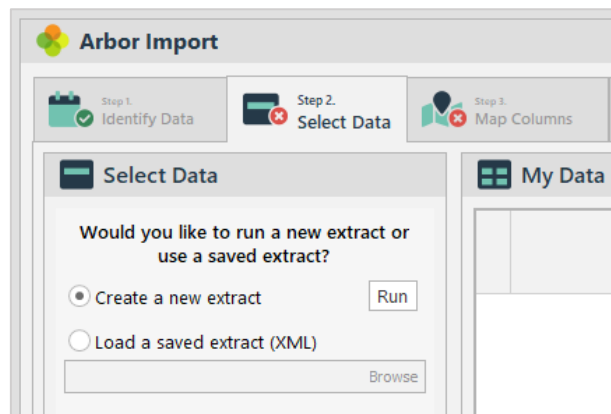 Arbor Import
Step 1.
Identify Data
Step 2.
Select Data
Step 3.
Map Columns
Select Data
My Data
Would you like to run a new extract or
use a saved extract?
Create a new extract
Run
Load a saved extract (XML)
Browse